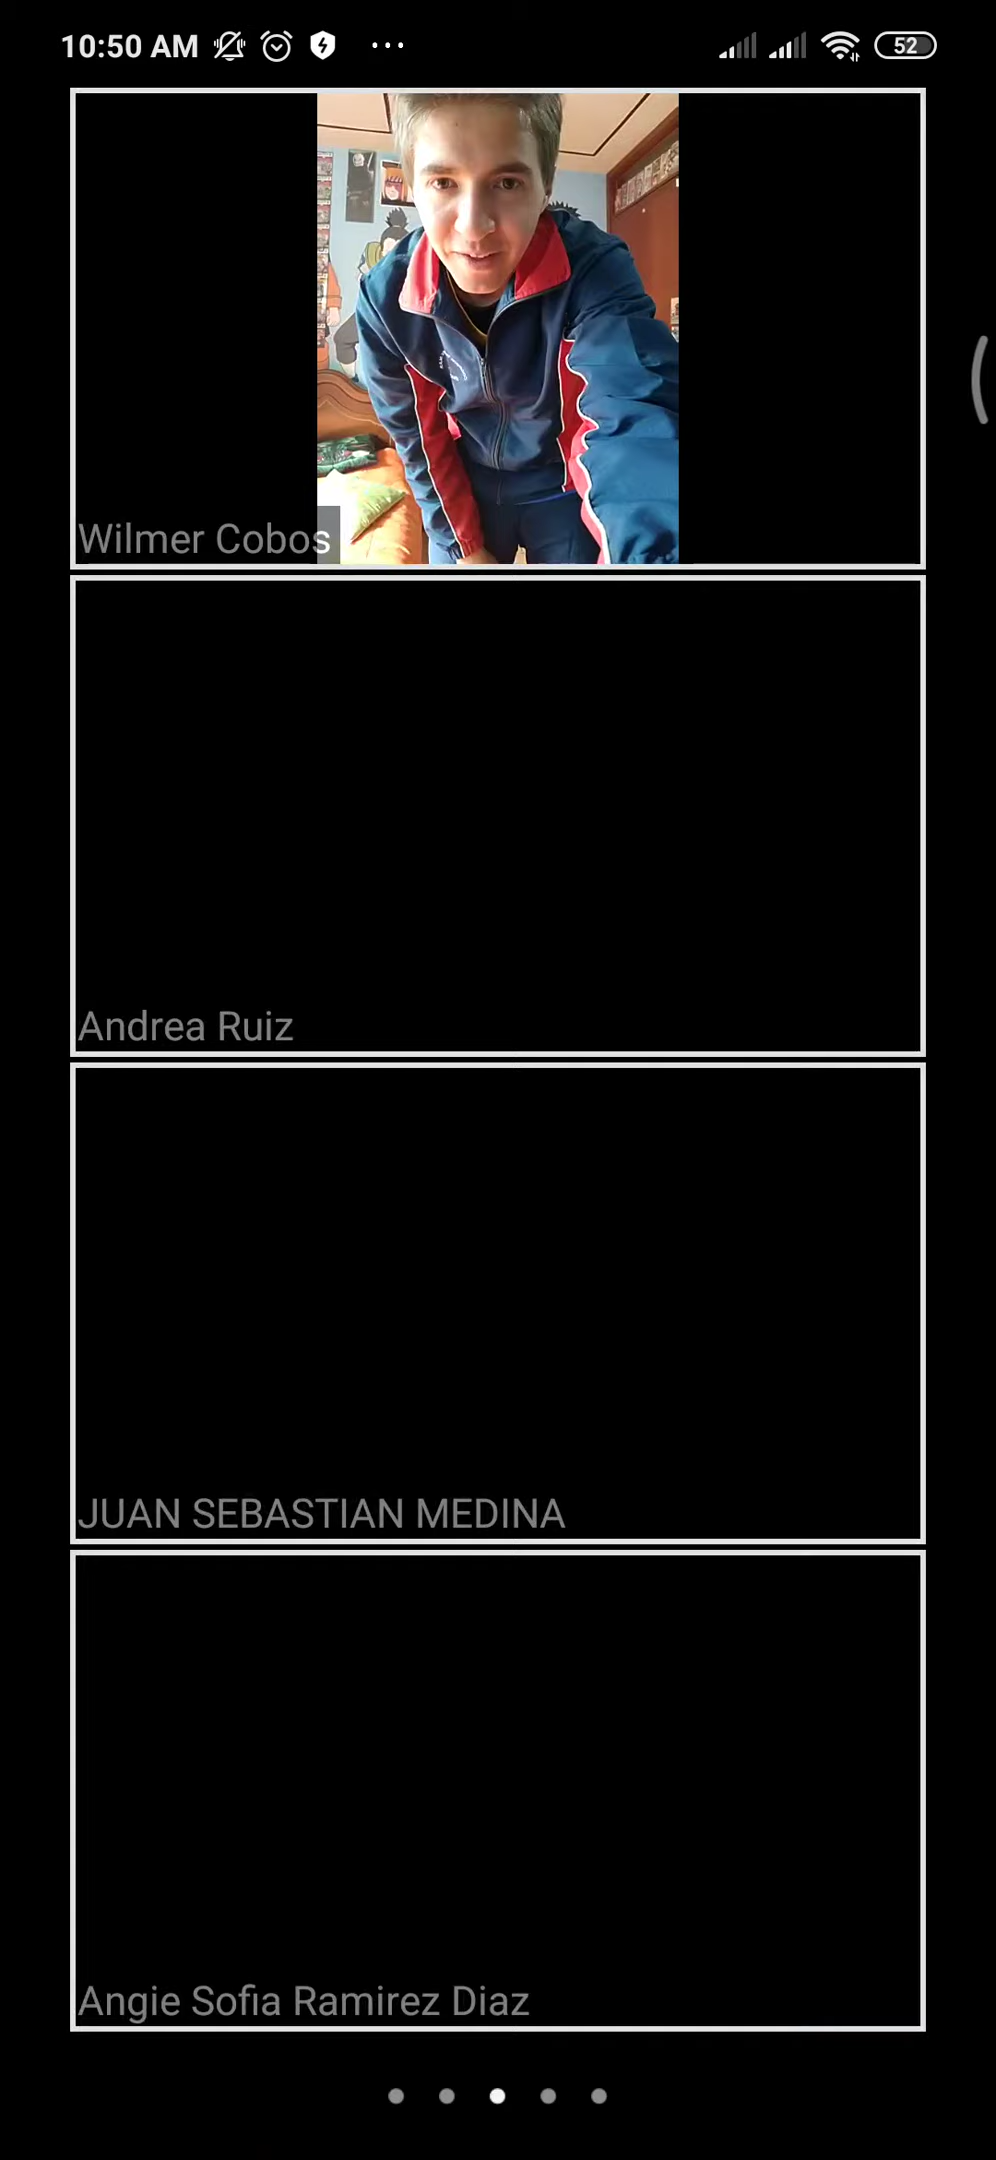 10:50 AM
52
Wilmer Cobos
Andrea Ruiz
JUAN SEBASTIAN MEDINA
Angie Sofia Ramirez Diaz